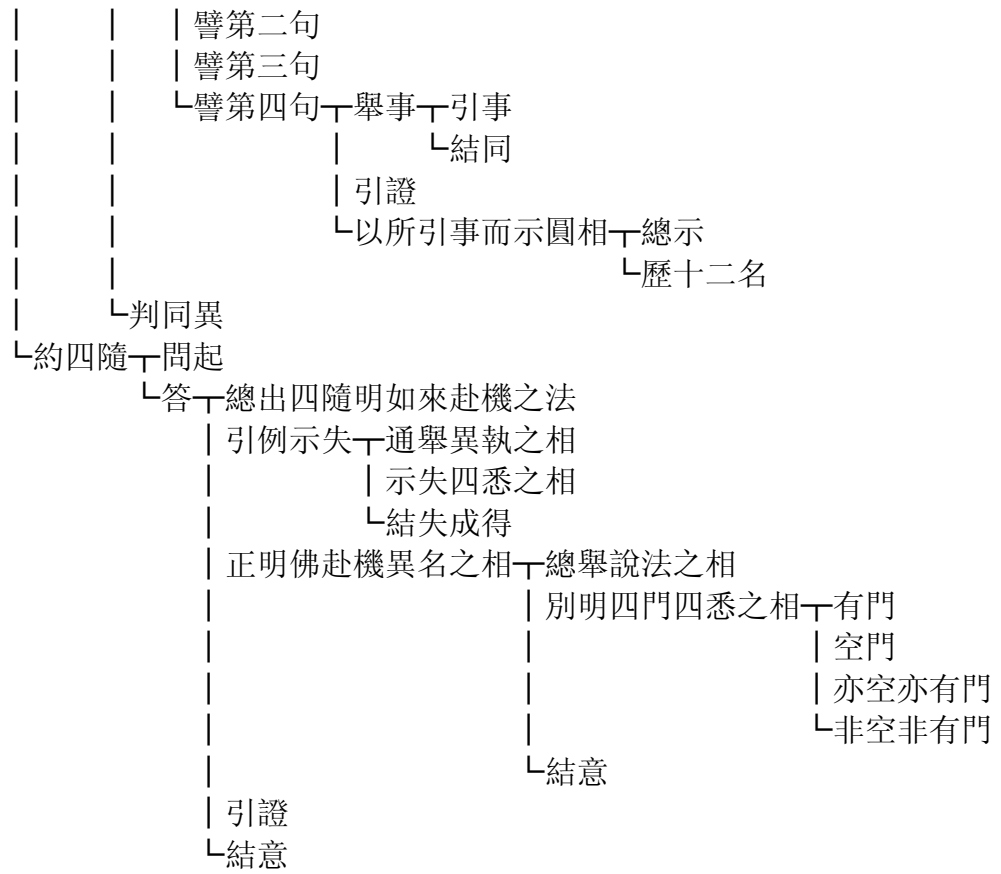 │ │ │譬第二句
│ │ │譬第三句
│ │ └譬第四句┬舉事┬引事
│ │ │ └結同
│ │ │引證
│ │ └以所引事而示圓相┬總示
│ │ └歷十二名
│ └判同異
└約四隨┬問起
└答┬總出四隨明如來赴機之法
│引例示失┬通舉異執之相
│ │示失四悉之相
│ └結失成得
│正明佛赴機異名之相┬總舉說法之相
│ │別明四門四悉之相┬有門
│ │ │空門
│ │ │亦空亦有門
│ │ └非空非有門
│ └結意
│引證
└結意